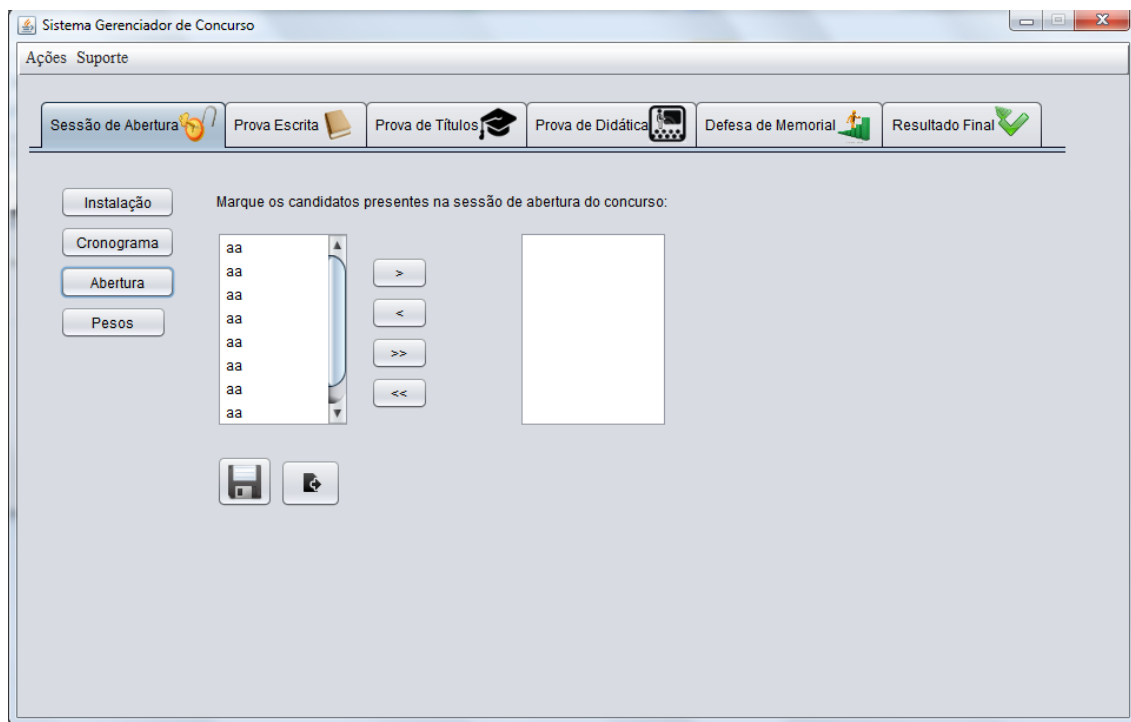 Sistema Gerenciador de Concurso
Ações Suporte
Sessão de Abertura Prova Escrita Prova de Títulos Prova de Didática Defesa de Memorial Resultado Final
Instalação
Marque os candidatos presentes na sessão de abertura do concurso:
Cronograma
Abertura
Pesos
aa
aa
aa
aa
aa
aa
aa
aa
>
<
>>
<<